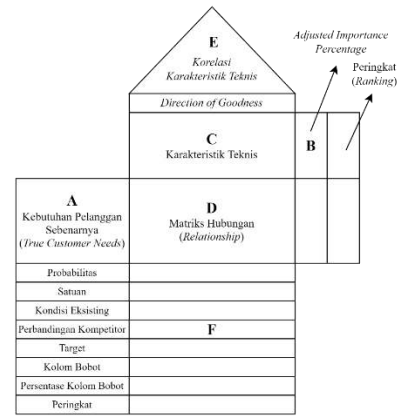 E
Korelasi
Karakteristik Teknis
Adjusted Importance
Percentage
Peringkat
(Ranking)
Direction of Goodness
C
Karakteristik Teknis
B
A
Kebutuhan Pelanggan
Sebenarnya
(True Customer Needs)
D
Matriks Hubungan
(Relationship)
Probabilitas
Satuan
Kondisi Eksisting
Perbandingan Kompetitor
F
Target
Kolom Bobot
Persentase Kolom Bobot
Peringkat